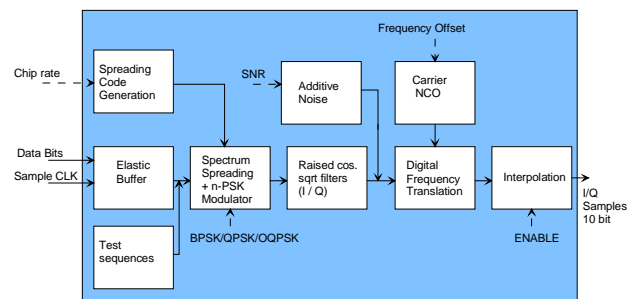 Frequency Offset
Chip rate
Spreading
Code
Generation
SNR
Additive
Noise
Carrier
NCO
Data Bits
Sample CLK
Elastic
Buffer
Spectrum
Spreading
+ n-PSK
Modulator
Raised cos.
sqrt filters
(I / Q)
Digital
Frequency
Translation
Interpolation
I/Q
Samples
10 bit
Test
sequences
BPSK/QPSK/OQPSK
ENABLE